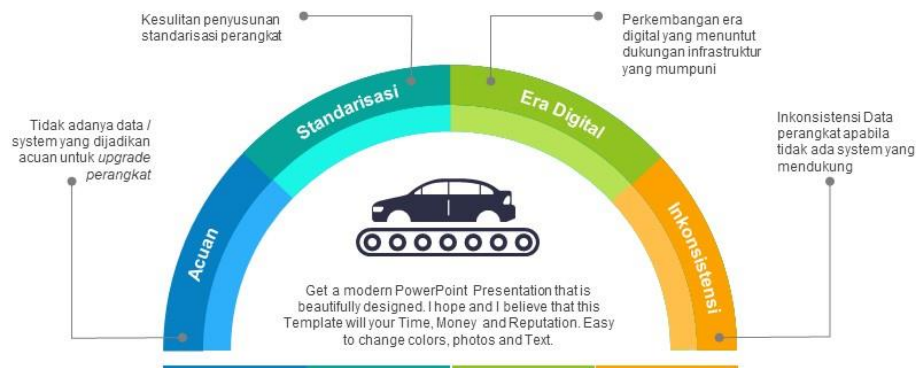 Kesulitan penyusunan
standarisasi perangkat
Perkembangan era
digital yang menuntut
dukungan infrastruktur
yang mumpuni
Tidak adanya data /
system yang dijadikan
acuan untuk upgrade
perangkat
Inkonsistensi Data
perangkat apabila
tidak ada system yang
mendukung
Acuan
Standarisasi
Era Digital
Inkonsistensi
Get a modern PowerPoint Presentation that is
beautifully designed. I hope and I believe that this
Template will your Time, Money and Reputation. Easy
to change colors, photos and Text.